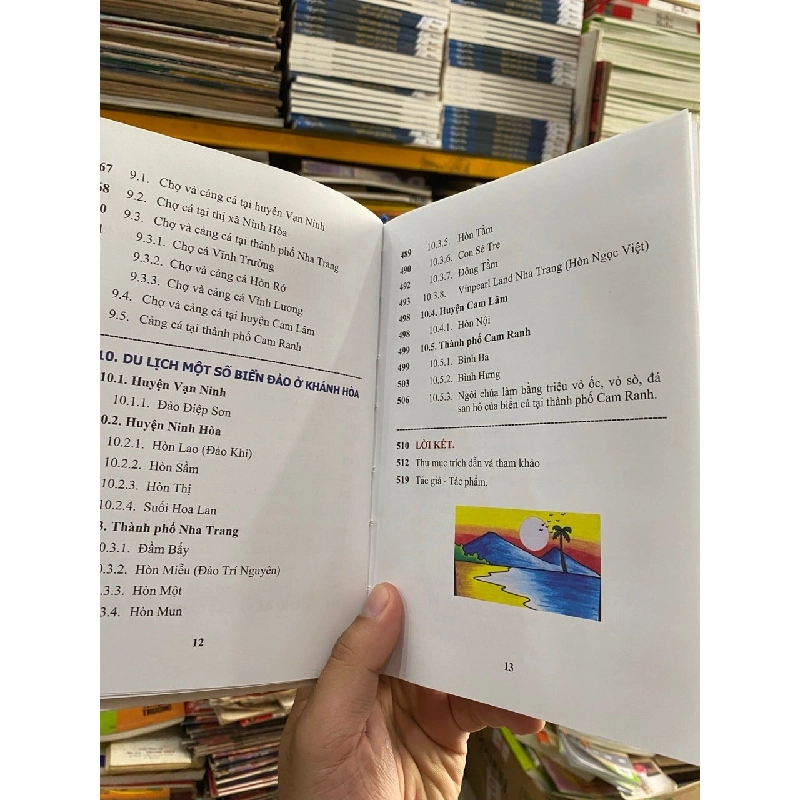 67
68
9.1. Chợ và cảng cá tại huyện Vạn Ninh
9.2. Chợ cá tại thị xã Ninh Hòa
9.3. Chợ và cảng cá tại thành phố Nha Trang
9.3.1. Chợ cá Vĩnh Trường
9.3.2. Chợ và cảng cá Hòn Rớ
9.3.3. Chợ và cảng cá Vĩnh Lương
9.4. Chợ và cảng cá tại huyện Cam Lâm
9.5. Cảng cá tại thành phố Cam Ranh
10. DU LỊCH MỘT SỐ BIỂN ĐẢO Ở KHÁNH HÒA
10.1. Huyện Vạn Ninh
10.1.1. Đảo Điệp Sơn
0.2. Huyện Ninh Hòa
10.2.1. Hòn Lao (Đảo Khỉ)
10.2.2. Hòn Sầm
10.2.3. Hòn Thị
10.2.4. Suối Hoa Lan
3. Thành phố Nha Trang
0.3.1. Đầm Bấy
0.3.2. Hòn Miễu (Đảo Trí Nguyên)
.3.3. Hòn Một
3.4. Hòn Mun
12
489 10.3.5. Hòn Tằm
490 10.3.6. Con Sẻ Tre
492 10.3.7. Đồng Tằm
493 10.3.8. Vinpearl Land Nha Trang (Hòn Ngọc Việt)
498 10.4. Huyện Cam Lâm
498 10.4.1. Hòn Nội
499 10.5. Thành phố Cam Ranh
499 10.5.1. Bình Ba
503 10.5.2. Bình Hưng
506 10.5.3. Ngôi chùa làm bằng triệu vỏ ốc, vỏ sò, đá
san hô của biển cả tại thành phố Cam Ranh.
510 LỜI KẾT.
512 Thư mục trích dẫn và tham khảo
519 Tác giả - Tác phẩm.
13